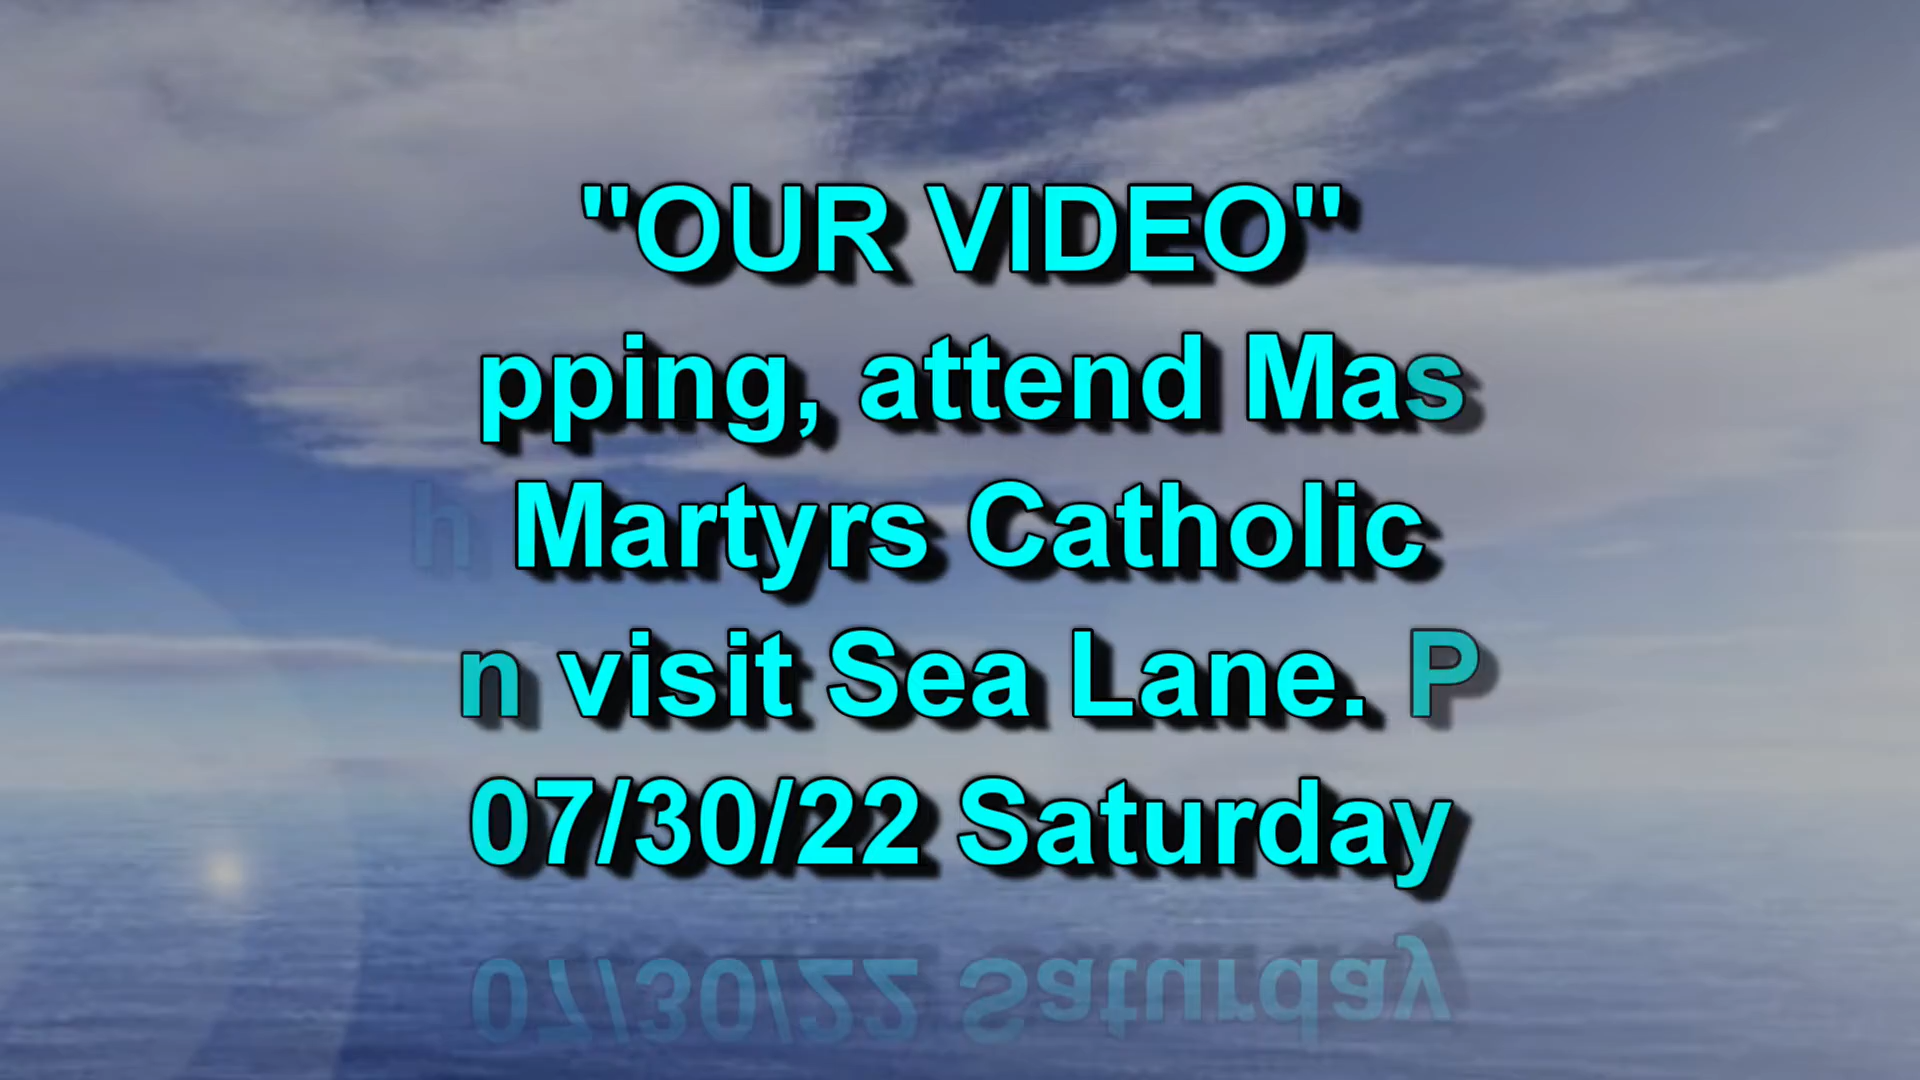 "OUR VIDEO"
pping, attend Mas
h Martyrs Catholic
n visit Sea Lane. P
07/30/22 Saturday